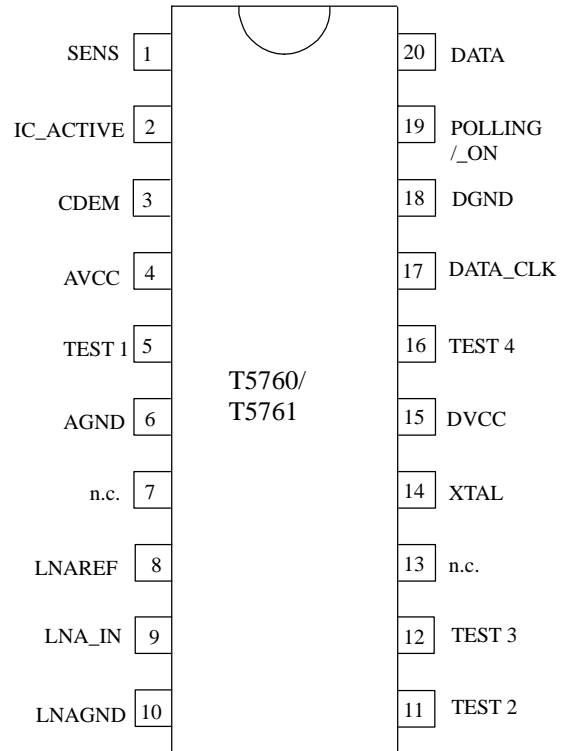 SENS 1 20 DATA
IC_ACTIVE 2 19 POLLING
/_ON
CDEM 3 18 DGND
AVCC 4 17 DATA_CLK
TEST 1 5 16 TEST 4
T5760/
T5761
AGND 6 15 DVCC
n.c. 7 14 XTAL
LNAREF 8 13 n.c.
LNA_IN 9 12 TEST 3
LNAGND 10 11 TEST 2